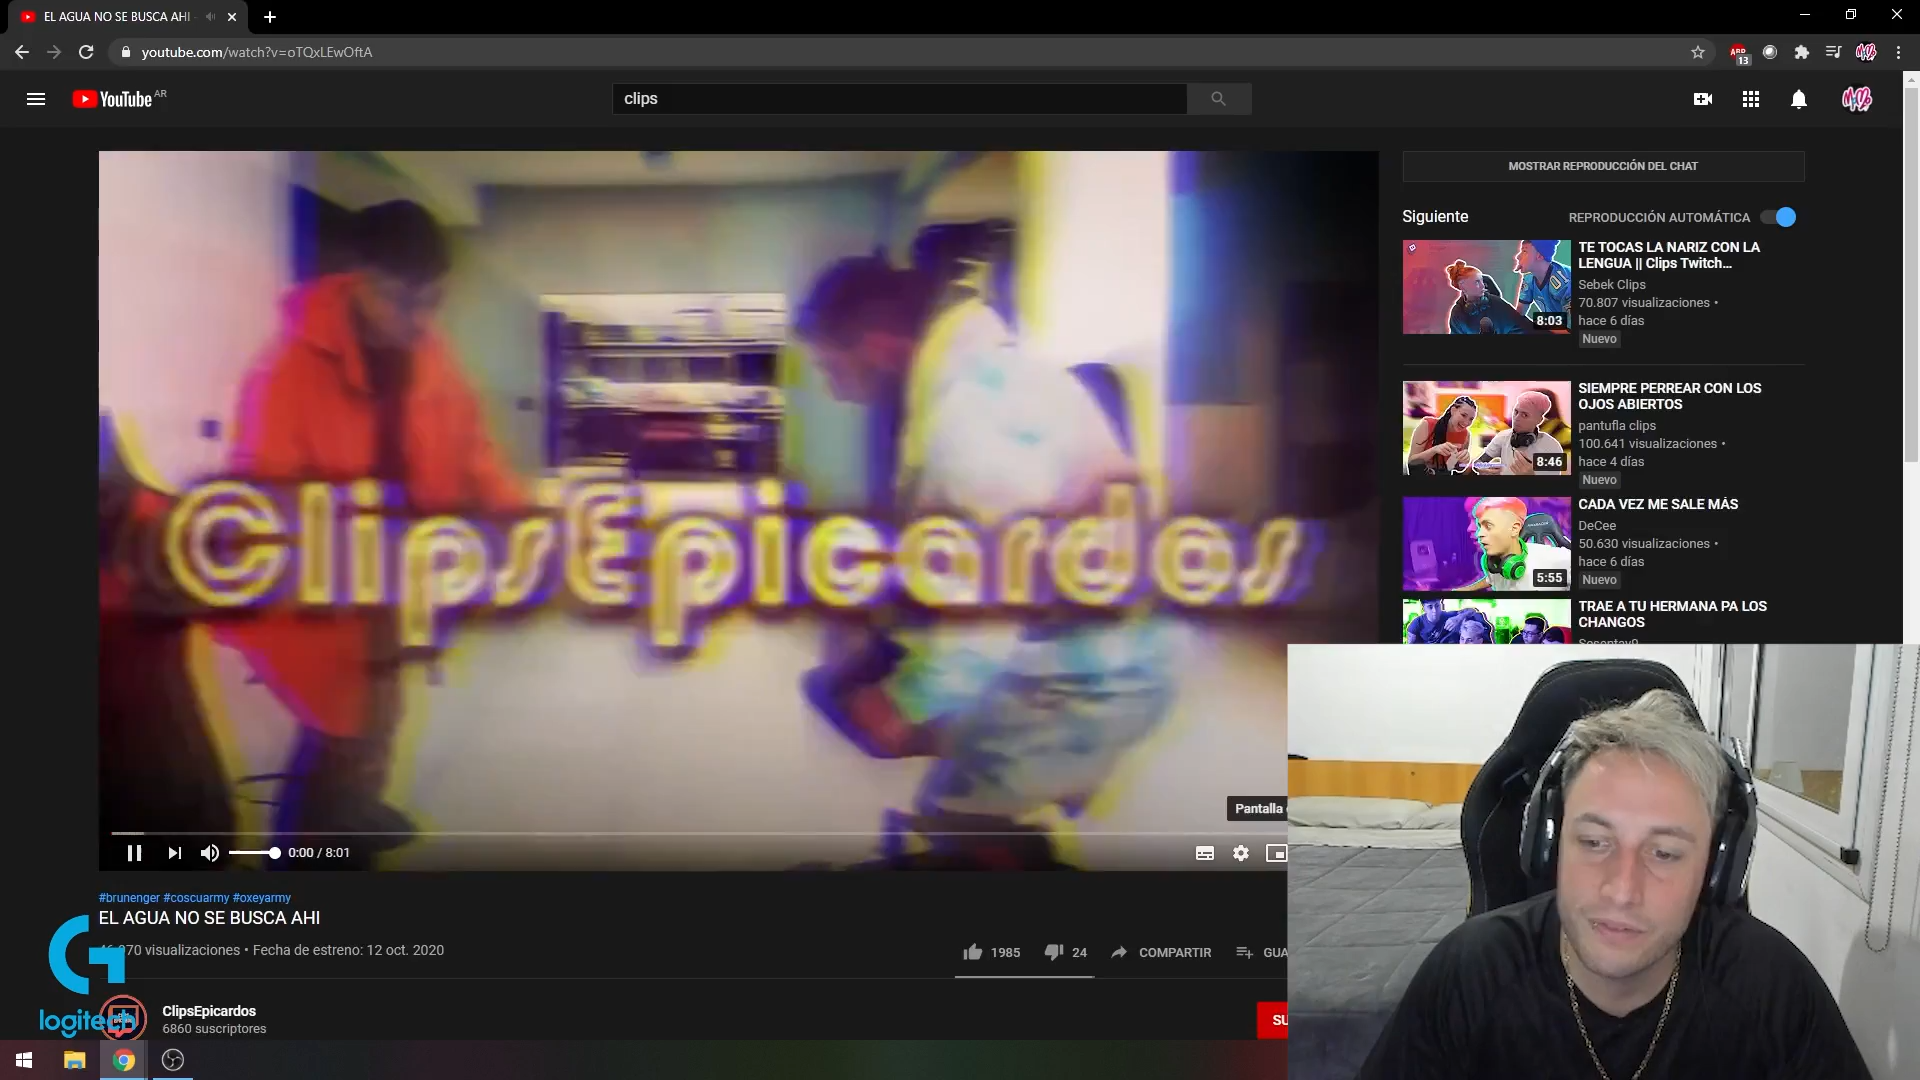 EL AGUA NO SE BUSCA AHI
youtube.com/watch?v=oTQxLEwOftA
ABP
13
YouTube AR
clips
MOSTRAR REPRODUCCIÓN DEL CHAT
Siguiente
REPRODUCCIÓN AUTOMÁTICA
TE TOCAS LA NARIZ CON LA
LENGUA || Clips Twitch...
Sebek Clips
70.807 visualizaciones •
hace 6 días
Nuevo
8:03
SIEMPRE PERREAR CON LOS
OJOS ABIERTOS
pantufla clips
100.641 visualizaciones •
hace 4 días
Nuevo
8:46
CADA VEZ ME SALE MÁS
DeCee
50.630 visualizaciones •
hace 6 días
Nuevo
5:55
TRAE A TU HERMANA PA LOS
CHANGOS
ClipsEpicardos
Pantalla
0:00 / 8:01
#brunenger #coscuarmy #oxeyarmy
EL AGUA NO SE BUSCA AHI
visualizaciones • Fecha de estreno: 12 oct. 2020
1985
24
COMPARTIR
GUA
logitech
ClipsEpicardos
6860 suscriptores
SU